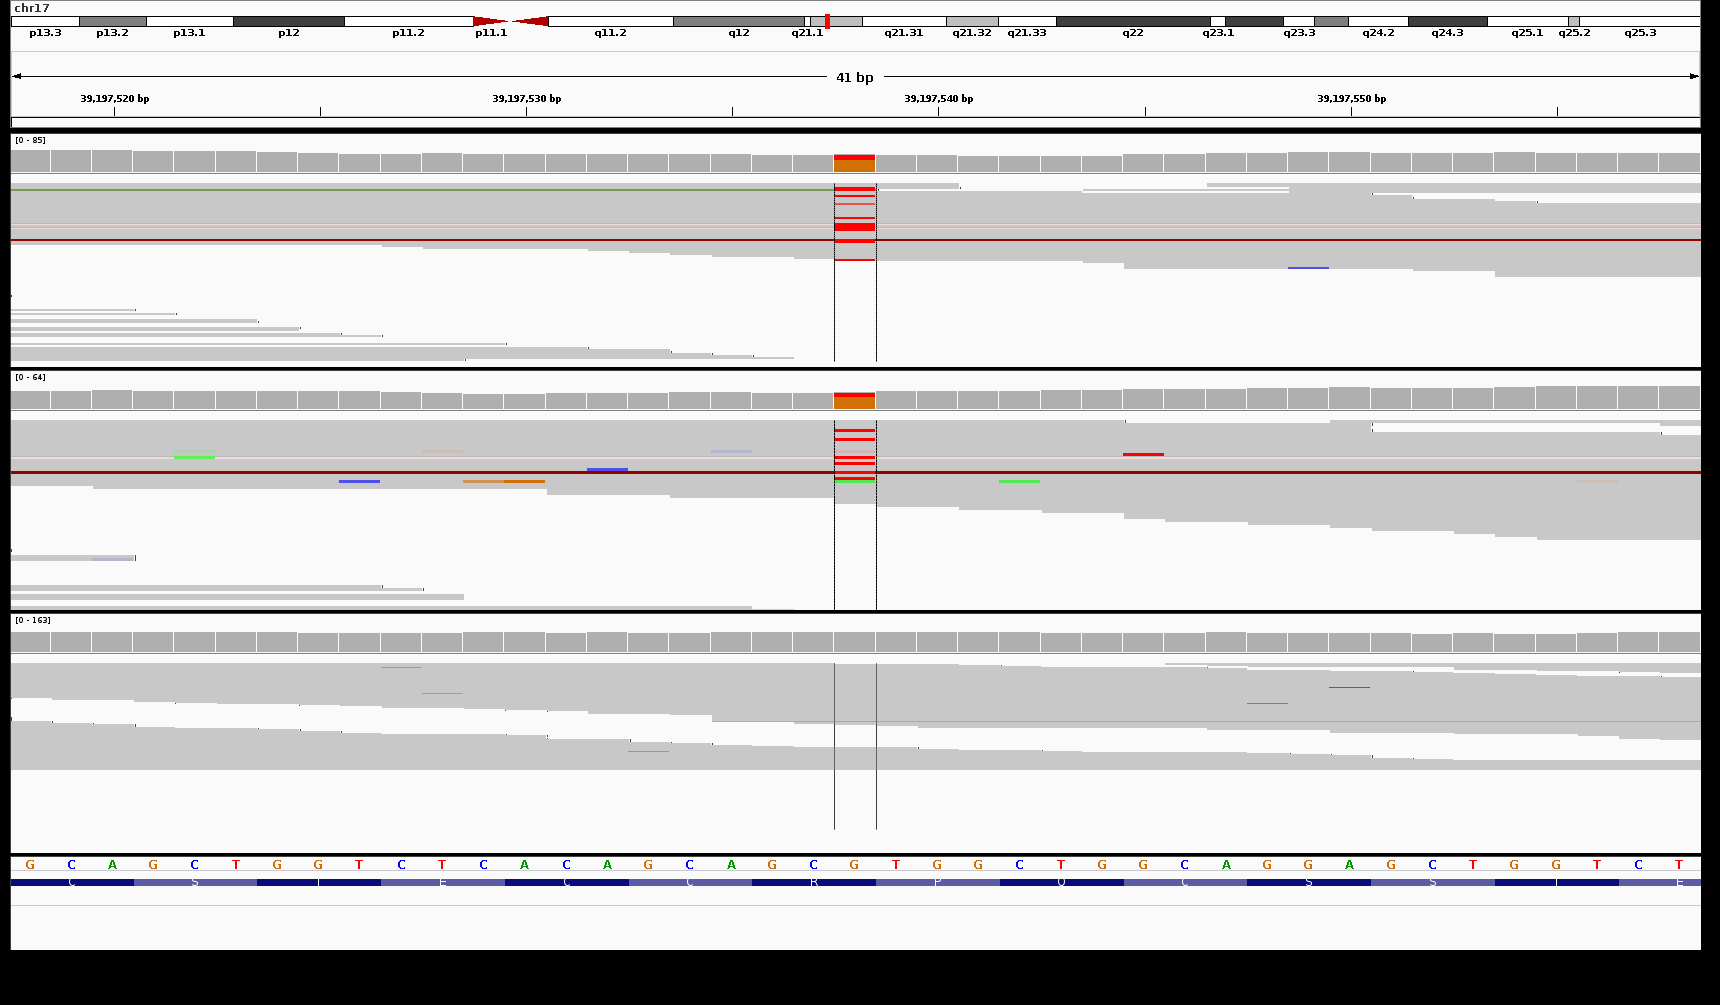 chr17
p13.3 p13.2 p13.1 p12 p11.2 p11.1 q11.2 q12 q21.1 q21.31 q21.32 q21.33 q22 q23.1 q23.3 q24.2 q24.3 q25.1 q25.2 q25.3
41 bp
39,197,520 bp 39,197,530 bp 39,197,540 bp 39,197,550 bp
[0 - 85]
[0 - 64]
[0 - 163]
G C A G C T G G T C T C A C A G C A G C G T G G C T G G C A G G A G C T G G T C T
C S T E C C R P Q C S S T E